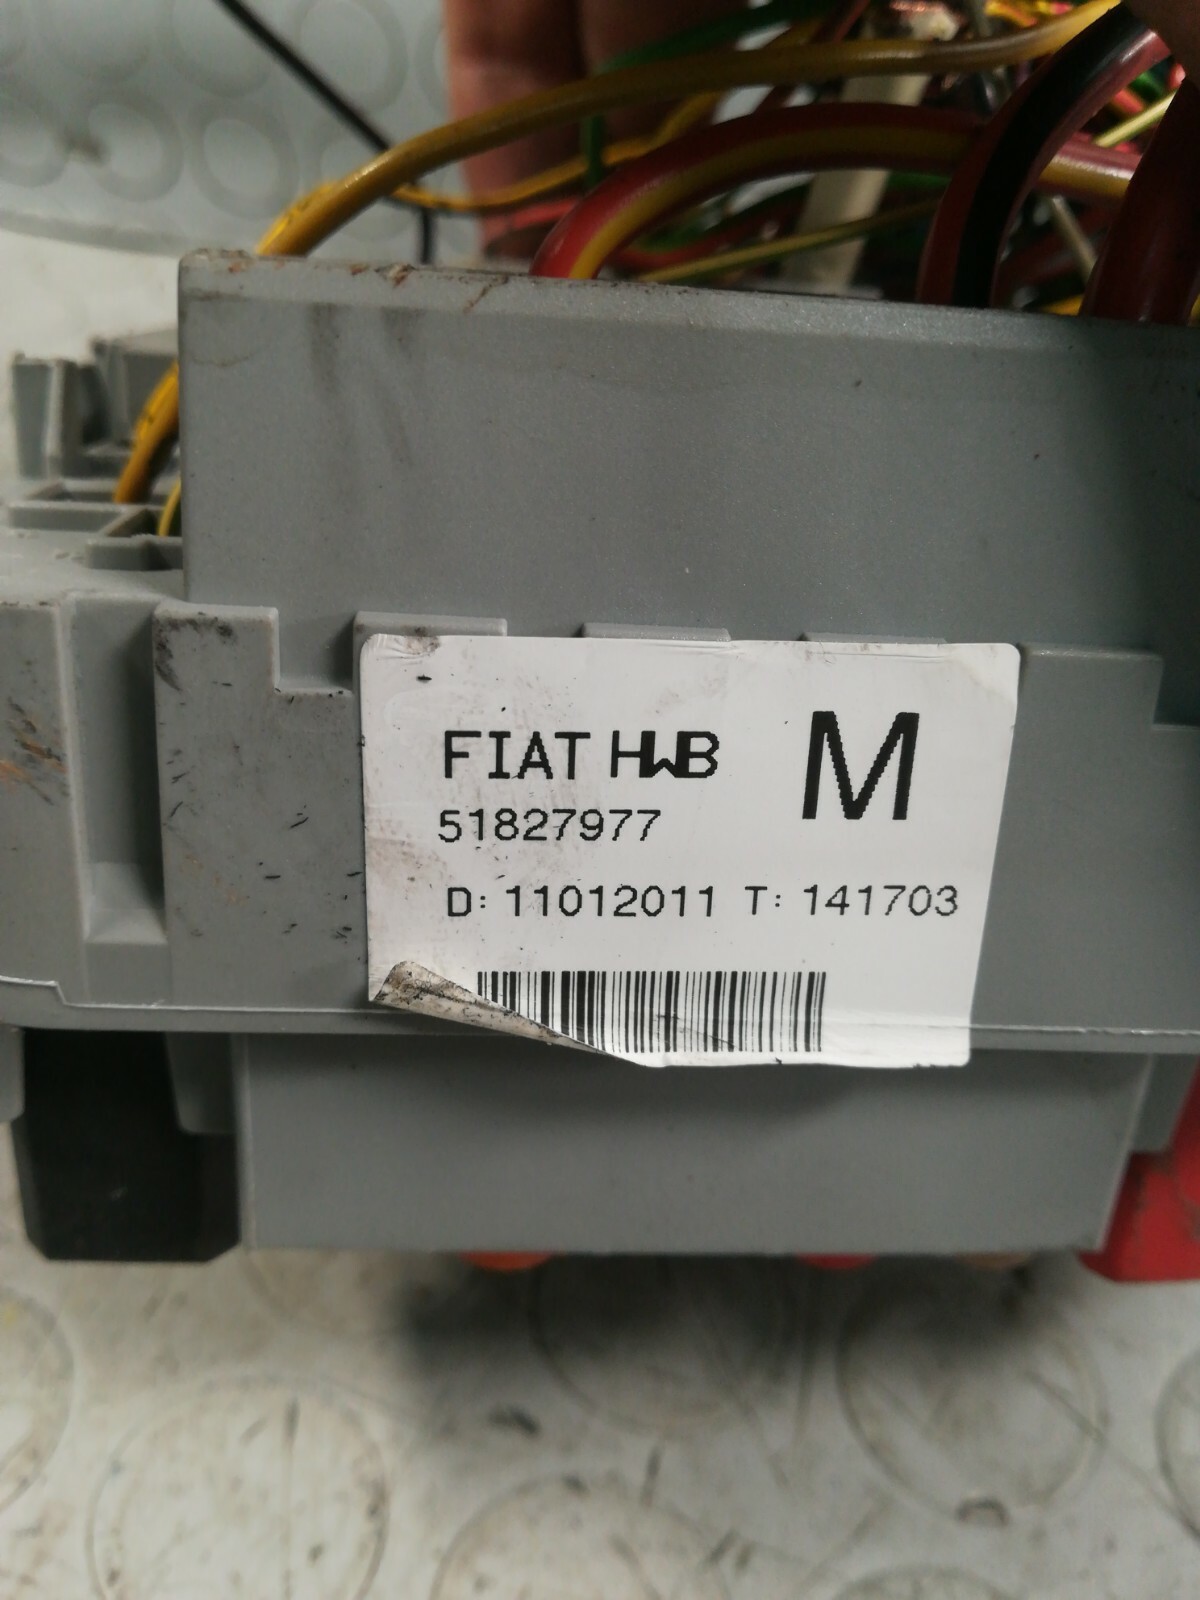 FIAT HWB M
51827977
D: 11012011 T: 141703